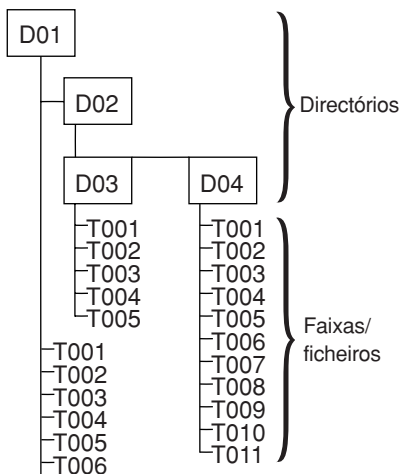 D01
D02
Directórios
D03
D04
T001
T002
T003
T004
T005
T001
T002
T003
T004
T005
T006
T007
T008
T009
T010
T011
Faixas/
ficheiros
T001
T002
T003
T004
T005
T006